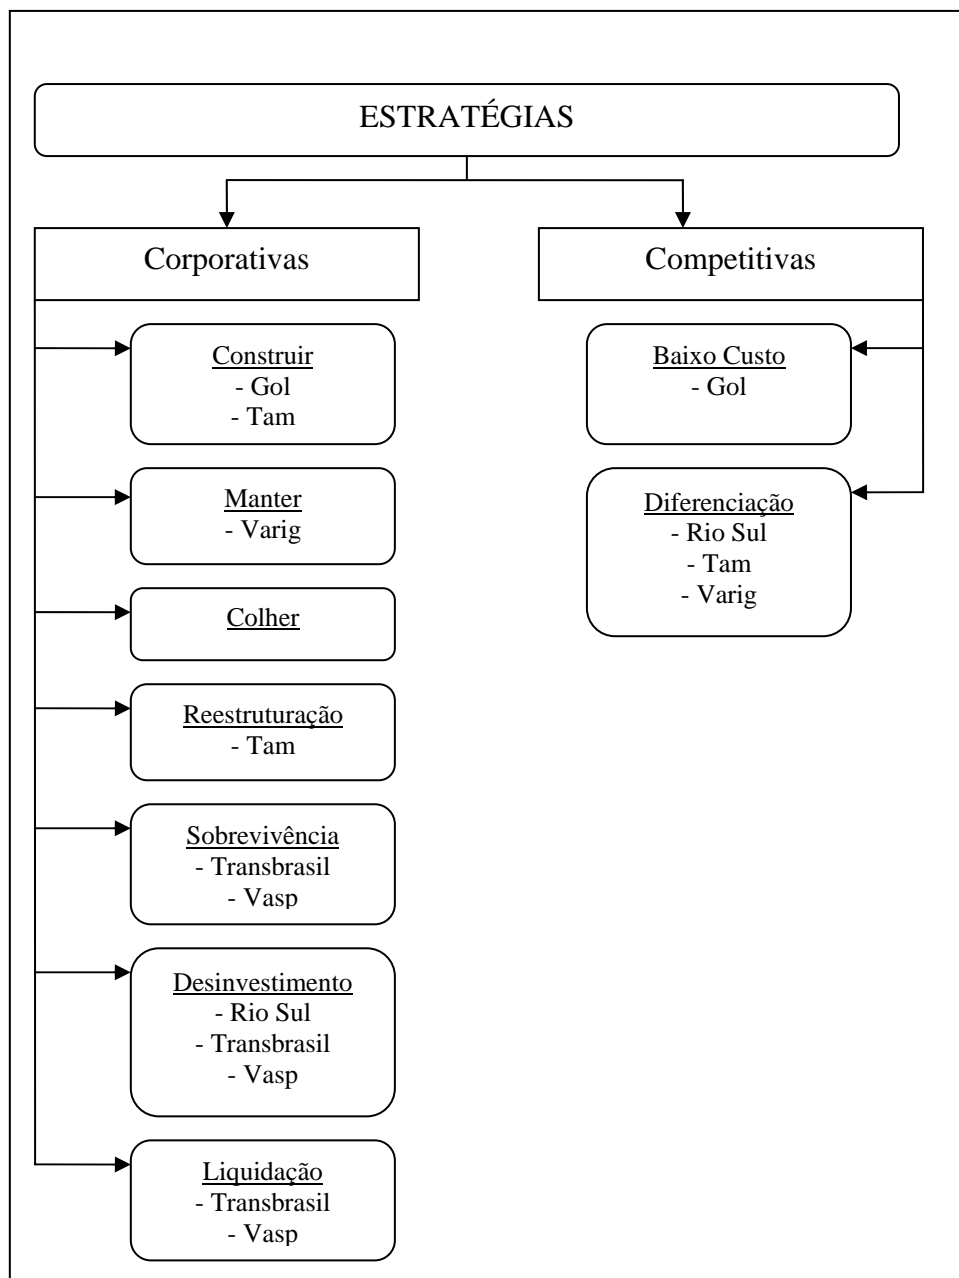 ESTRATÉGIAS
Corporativas
Construir
- Gol
- Tam
Manter
- Varig
Colher
Reestruturação
- Tam
Sobrevivência
- Transbrasil
- Vasp
Desinvestimento
- Rio Sul
- Transbrasil
- Vasp
Liquidação
- Transbrasil
- Vasp
Competitivas
Baixo Custo
- Gol
Diferenciação
- Rio Sul
- Tam
- Varig